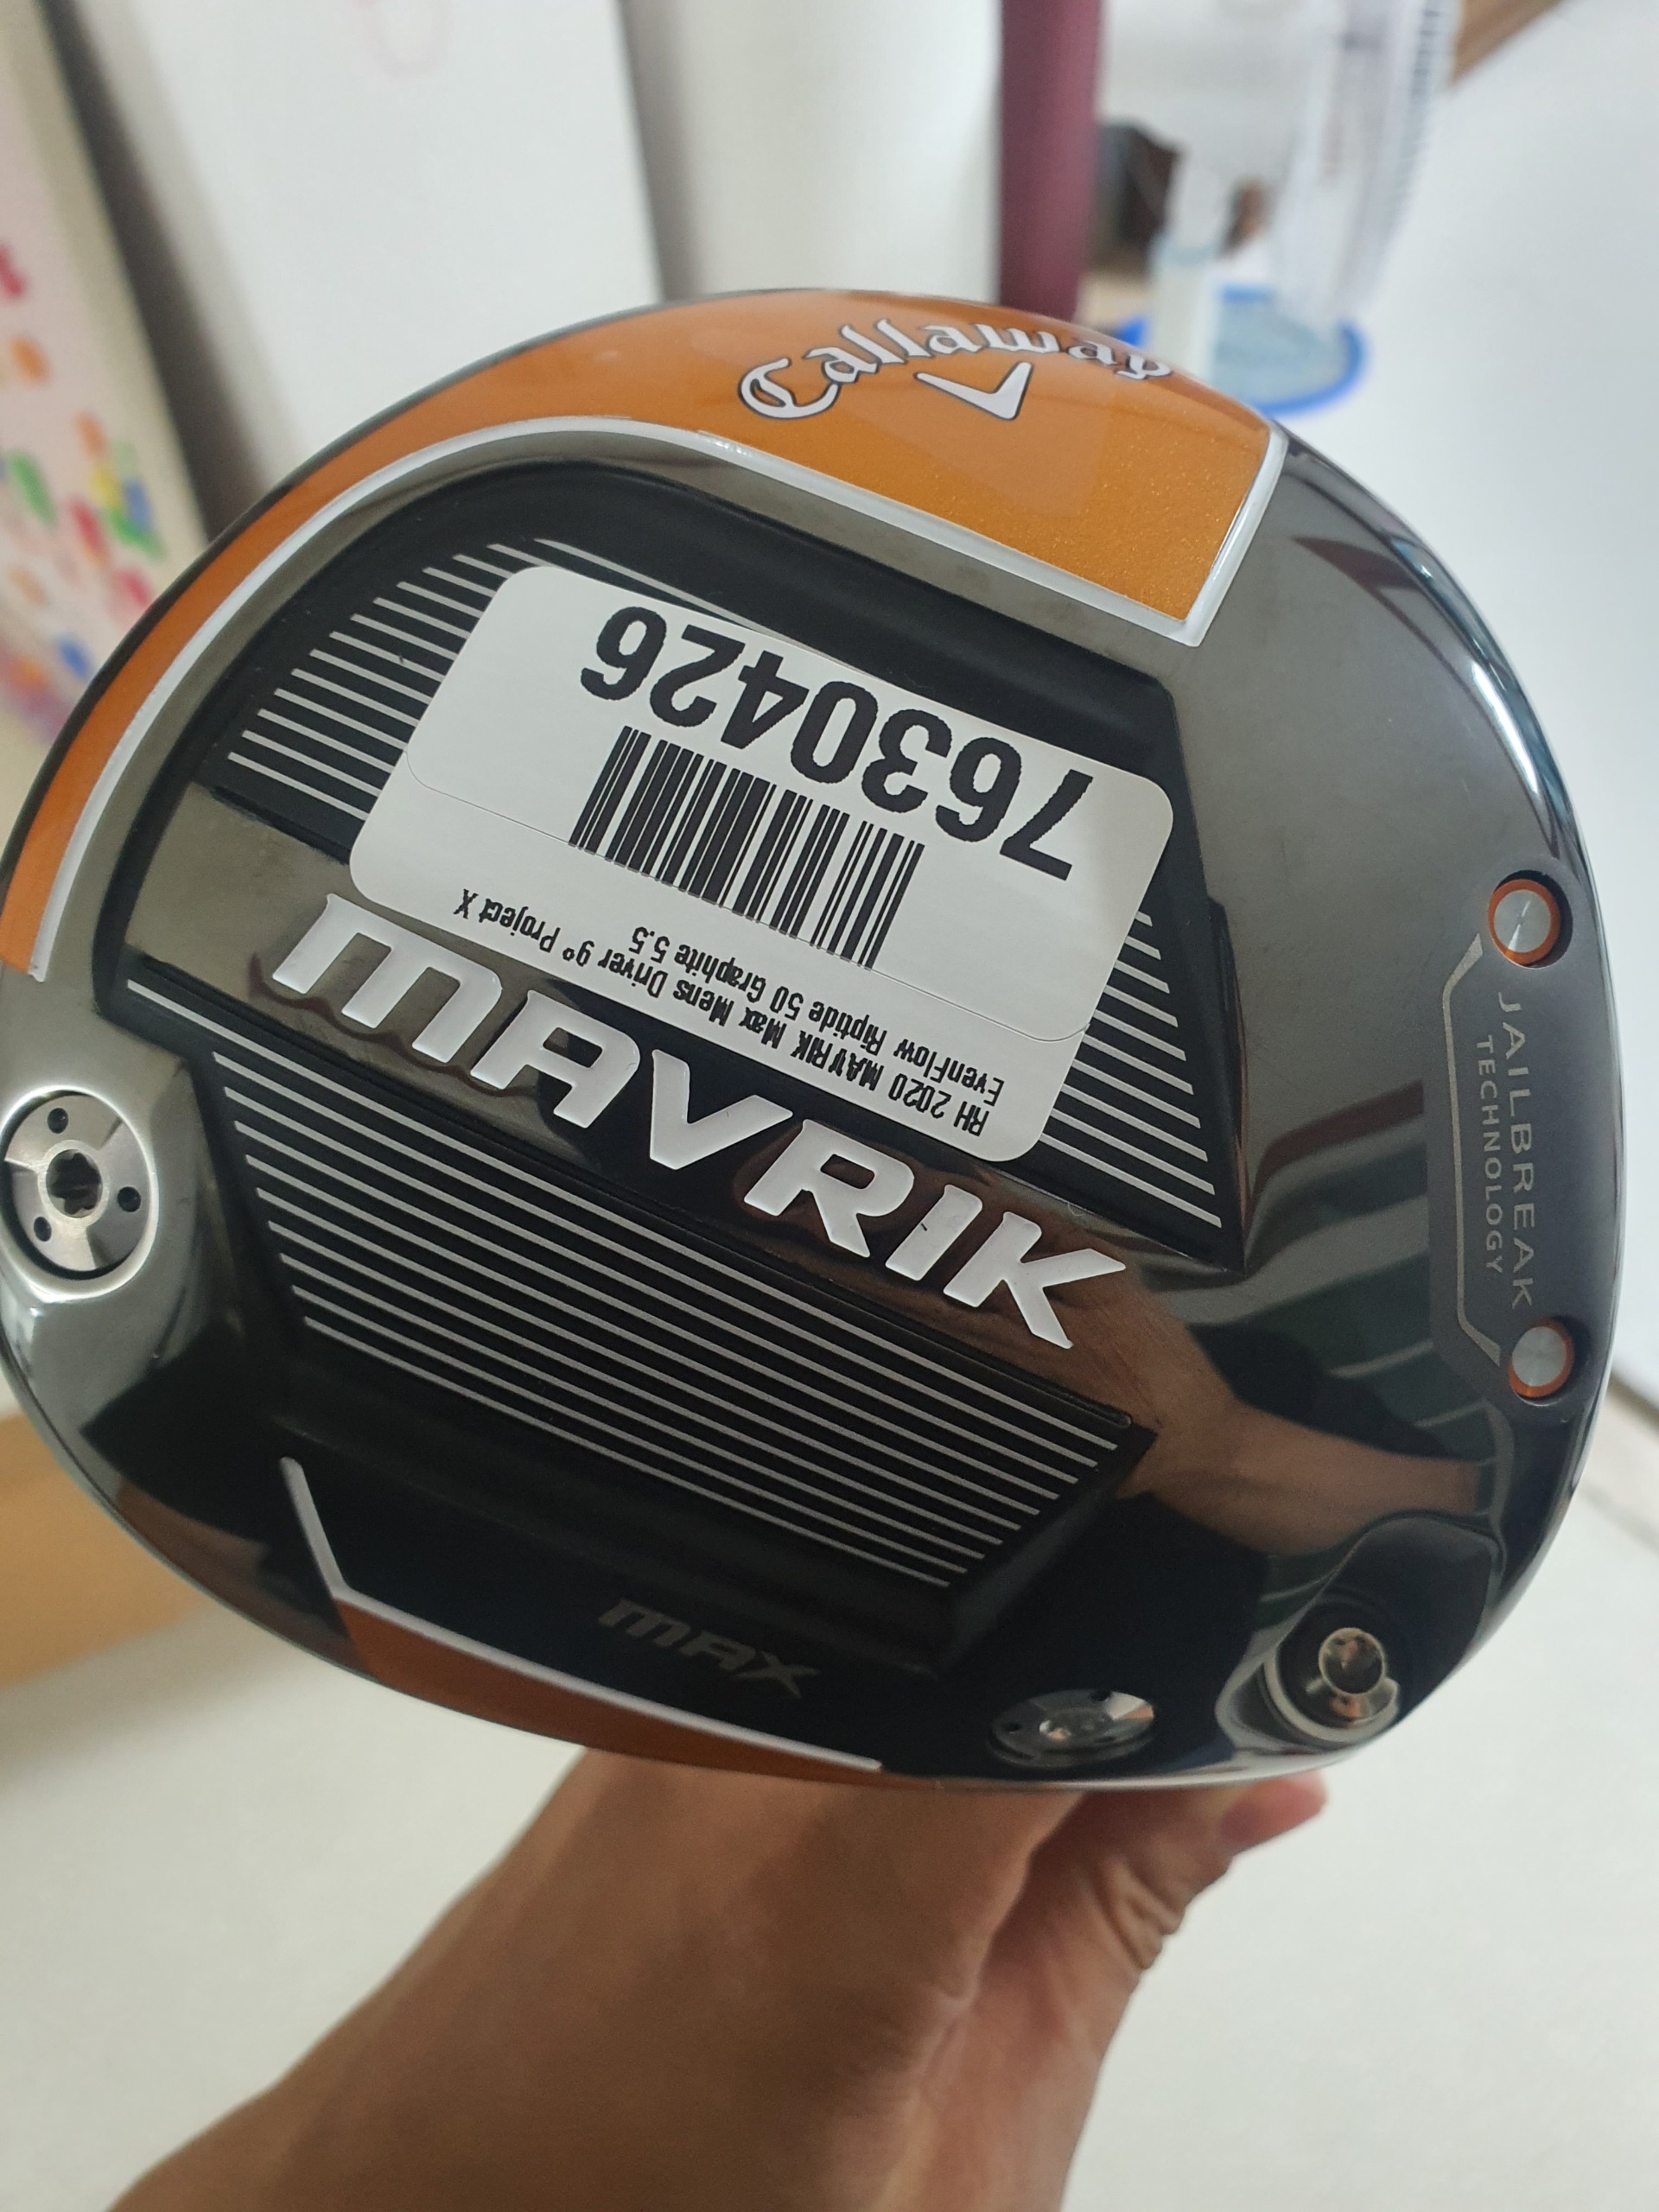 Callaway
7630426
RH 2020 MAVRIK Max Mens Driver 9° Project X
EvenFlow Riptide 50 Graphite 5.5
MAVRIK
JAILBREAK
TECHNOLOGY
MAX